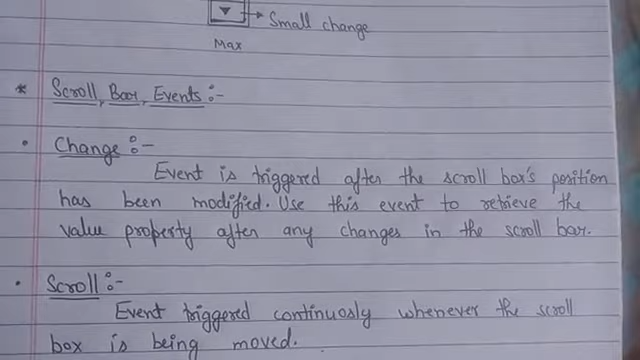 Small change
Max
* Scroll, Bar, Events :-
• Change :-
Event is triggered after the scroll box's position
has been modified. Use this event to retrieve the
value property after any changes in the scroll bar.
• Scroll :-
Event triggered continuosly whenever the scroll
box is being moved.